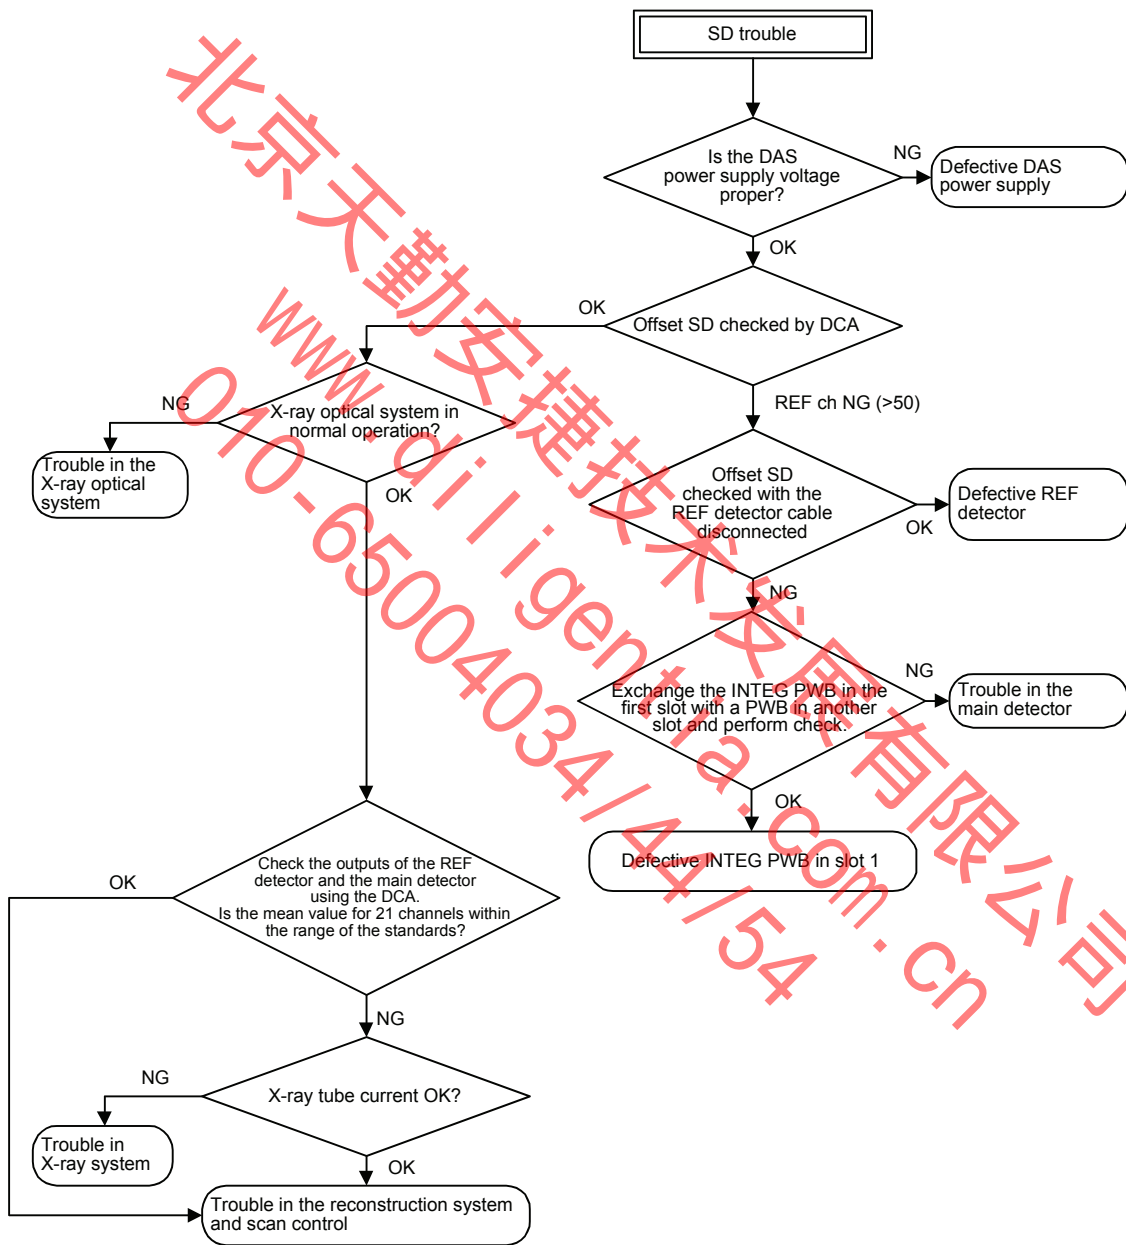 SD trouble
Is the DAS
power supply voltage
proper?
NG
Defective DAS
power supply
OK
Offset SD checked by DCA
OK
REF ch NG (>50)
X-ray optical system in
normal operation?
NG
Trouble in the
X-ray optical
system
OK
Offset SD
checked with the
REF detector cable
disconnected
OK
Defective REF
detector
NG
Exchange the INTEG PWB in the
first slot with a PWB in another
slot and perform check.
NG
Trouble in the
main detector
OK
Defective INTEG PWB in slot 1
Check the outputs of the REF
detector and the main detector
using the DCA.
Is the mean value for 21 channels within
the range of the standards?
OK
NG
X-ray tube current OK?
NG
Trouble in
X-ray system
OK
Trouble in the reconstruction system
and scan control
北京天勤安捷技术发展有限公司
www.diligentia.com.cn
010-65004034/44/54